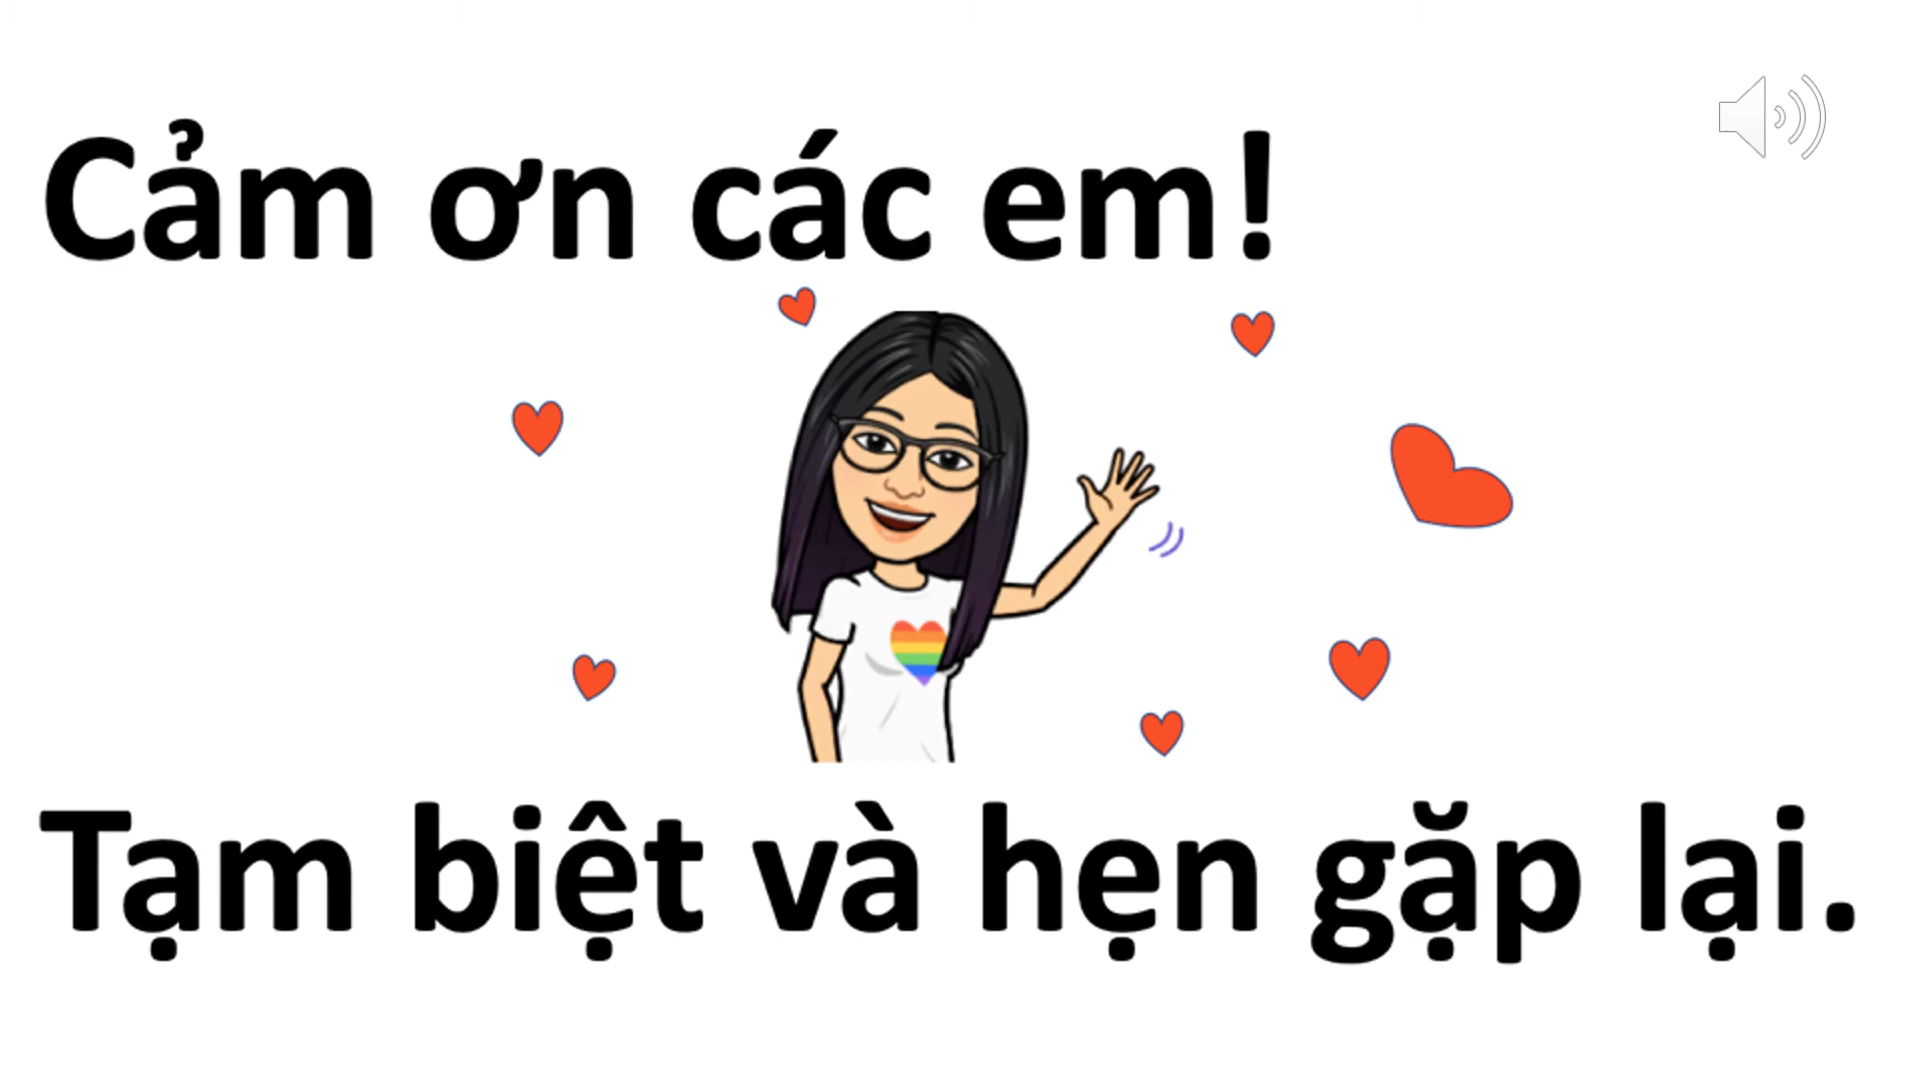 Cảm ơn các em!
Tạm biệt và hẹn gặp lại.